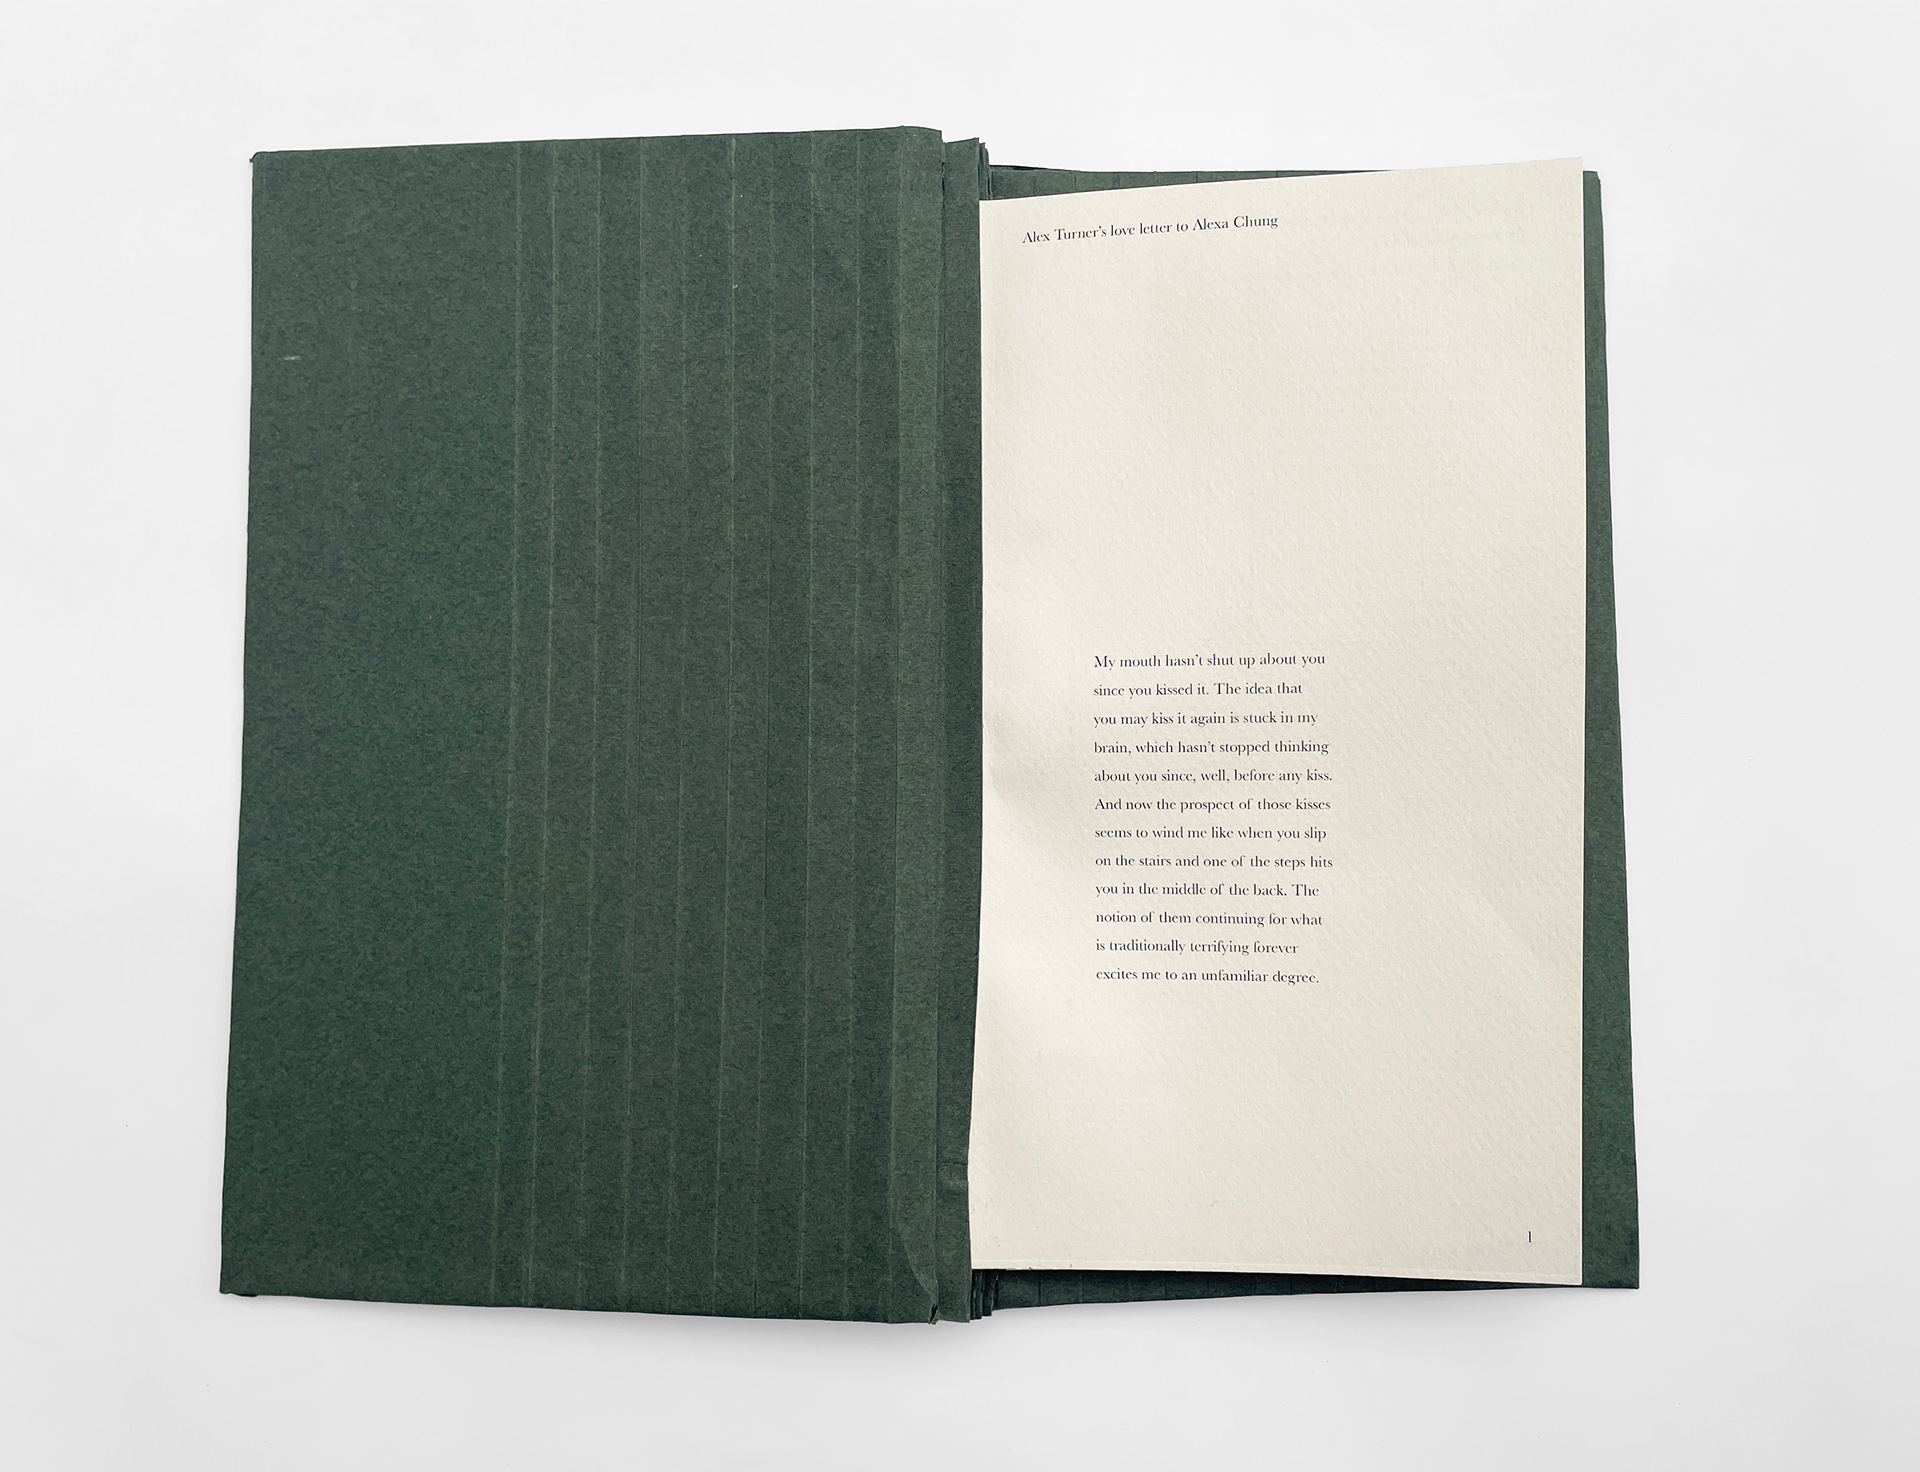 Alex Turner's love letter to Alexa Chung
My mouth hasn't shut up about you
since you kissed it. The idea that
you may kiss it again is stuck in my
brain, which hasn't stopped thinking
about you since, well, before any kiss.
And now the prospect of those kisses
seems to wind me like when you slip
on the stairs and one of the steps hits
you in the middle of the back. The
notion of them continuing for what
is traditionally terrifying forever
excites me to an unfamiliar degree.
1